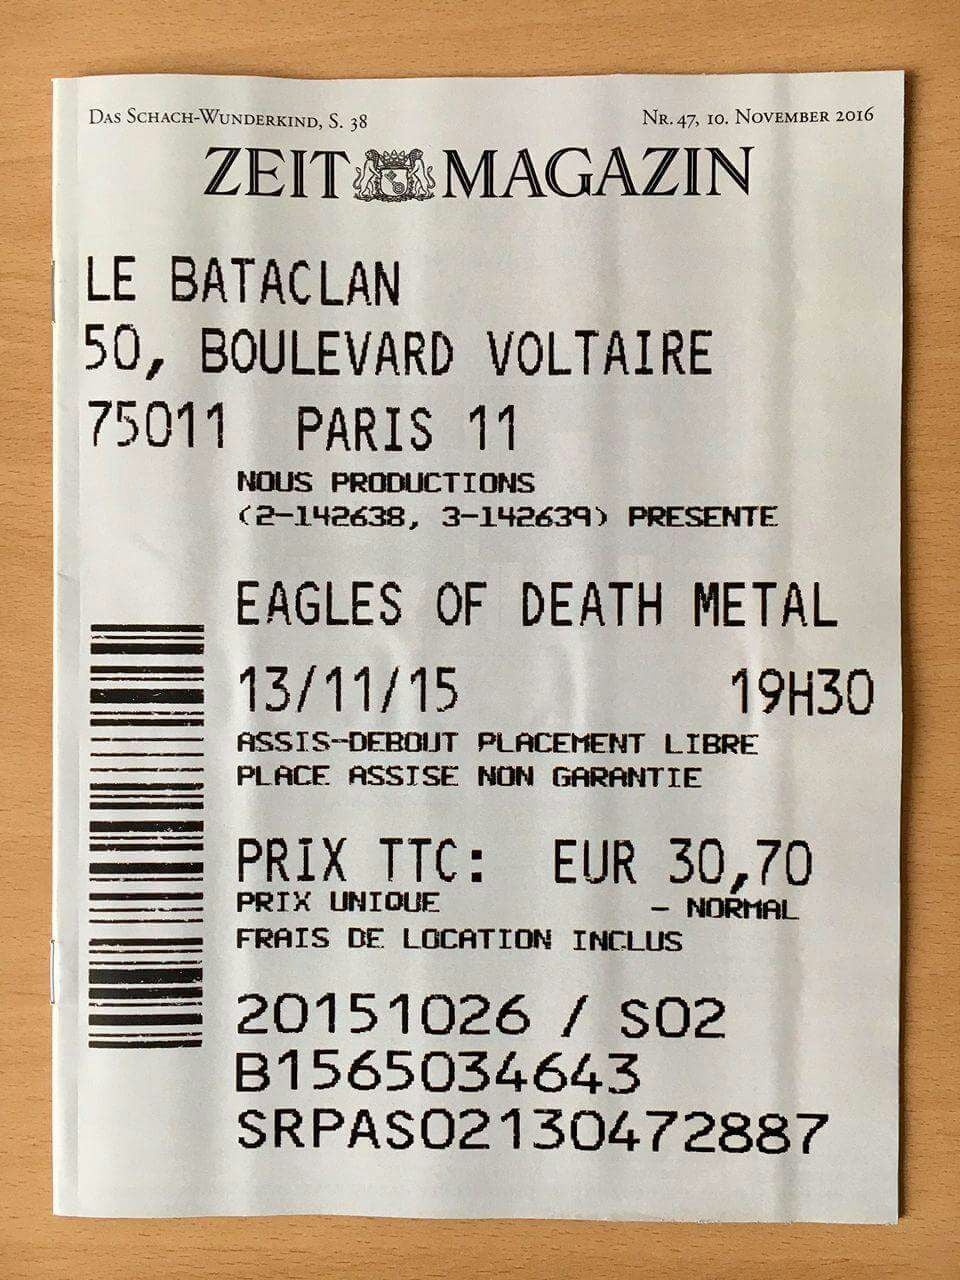 DAS SCHACH-WUNDERKIND, S. 38
NR. 47, 10. NOVEMBER 2016
ZEIT MAGAZIN
LE BATACLAN
50, BOULEVARD VOLTAIRE
75011 PARIS 11
NOUS PRODUCTIONS
(2-142638, 3-142639) PRESENTE
EAGLES OF DEATH METAL
13/11/15 19H30
ASSIS-DEBOUT PLACEMENT LIBRE
PLACE ASSISE NON GARANTIE
PRIX TTC: EUR 30,70
PRIX UNIQUE - NORMAL
FRAIS DE LOCATION INCLUS
20151026 / S02
B1565034643
SRPAS02130472887